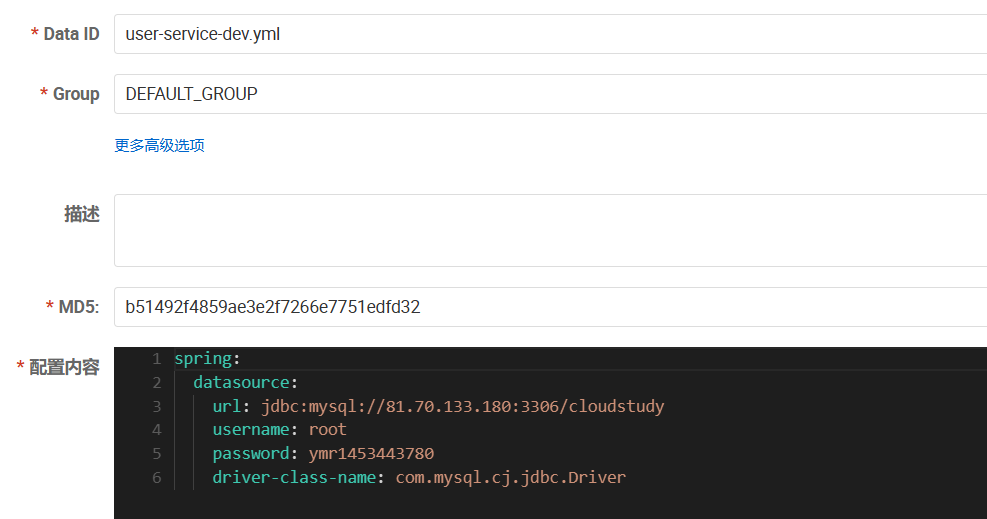 * Data ID user-service-dev.yml
* Group DEFAULT_GROUP
更多高级选项
描述
* MD5: b51492f4859ae3e2f7266e7751edfd32
* 配置内容
1 spring:
2 datasource:
3 url: jdbc:mysql://81.70.133.180:3306/cloudstudy
4 username: root
5 password: ymr1453443780
6 driver-class-name: com.mysql.cj.jdbc.Driver